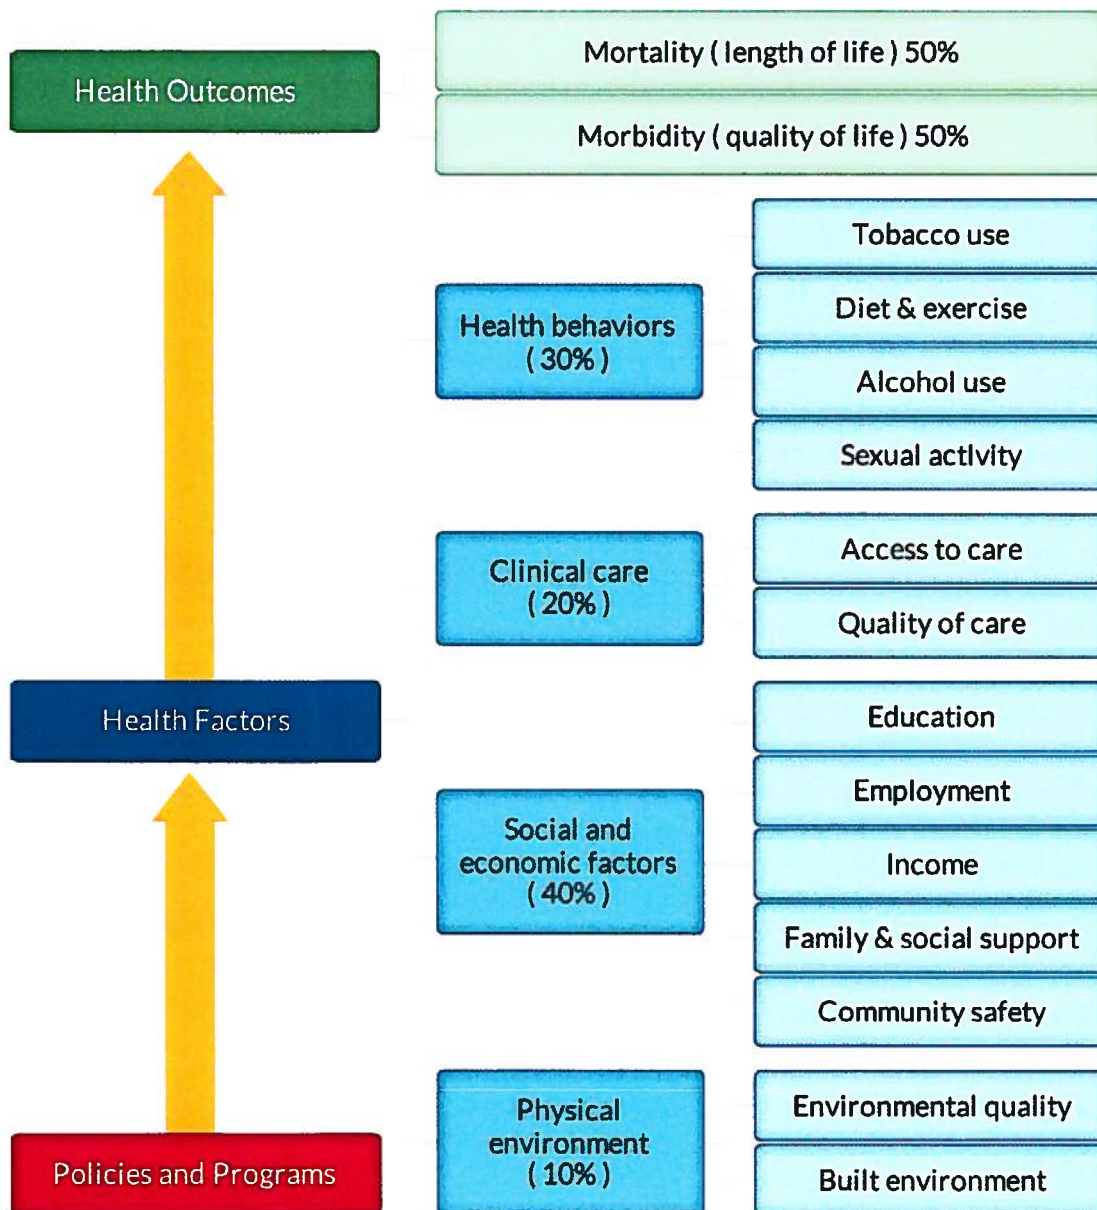 Health Outcomes
Mortality ( length of life ) 50%
Morbidity ( quality of life ) 50%
Health behaviors
( 30% )
Tobacco use
Diet & exercise
Alcohol use
Sexual activity
Clinical care
( 20% )
Access to care
Quality of care
Health Factors
Social and
economic factors
( 40% )
Education
Employment
Income
Family & social support
Community safety
Policies and Programs
Physical
environment
( 10% )
Environmental quality
Built environment